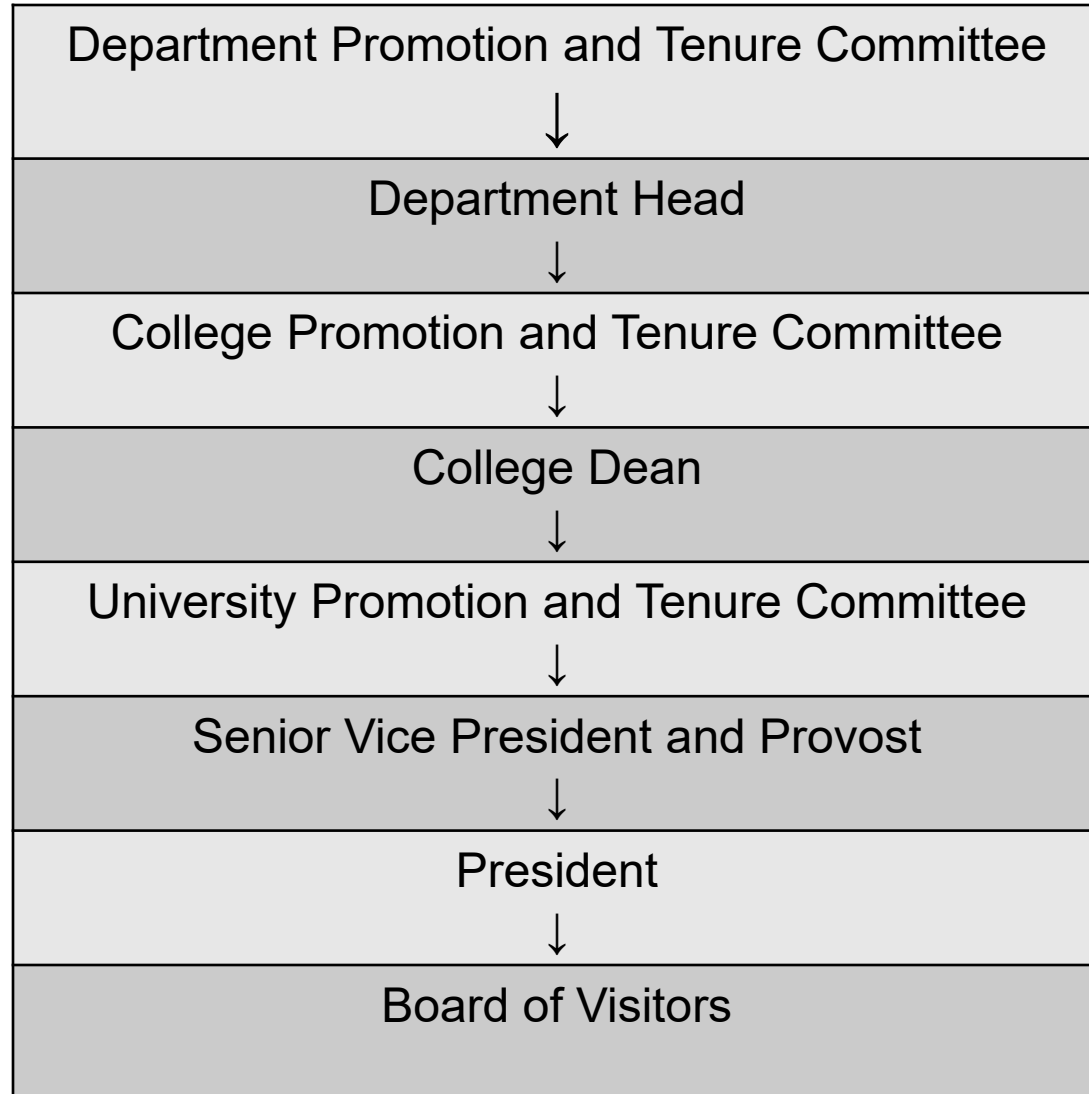 Department Promotion and Tenure Committee
↓
Department Head
↓
College Promotion and Tenure Committee
↓
College Dean
↓
University Promotion and Tenure Committee
↓
Senior Vice President and Provost
↓
President
↓
Board of Visitors